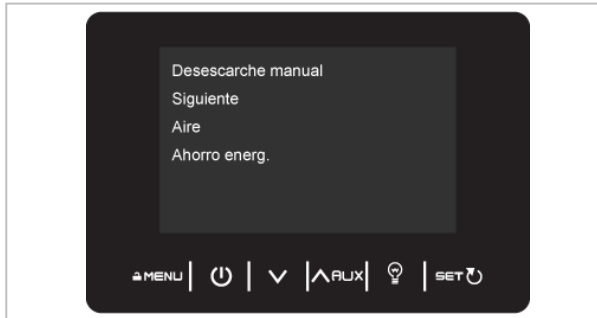 Desescarche manual
Siguiente
Aire
Ahorro energ.
MENU AUX SET